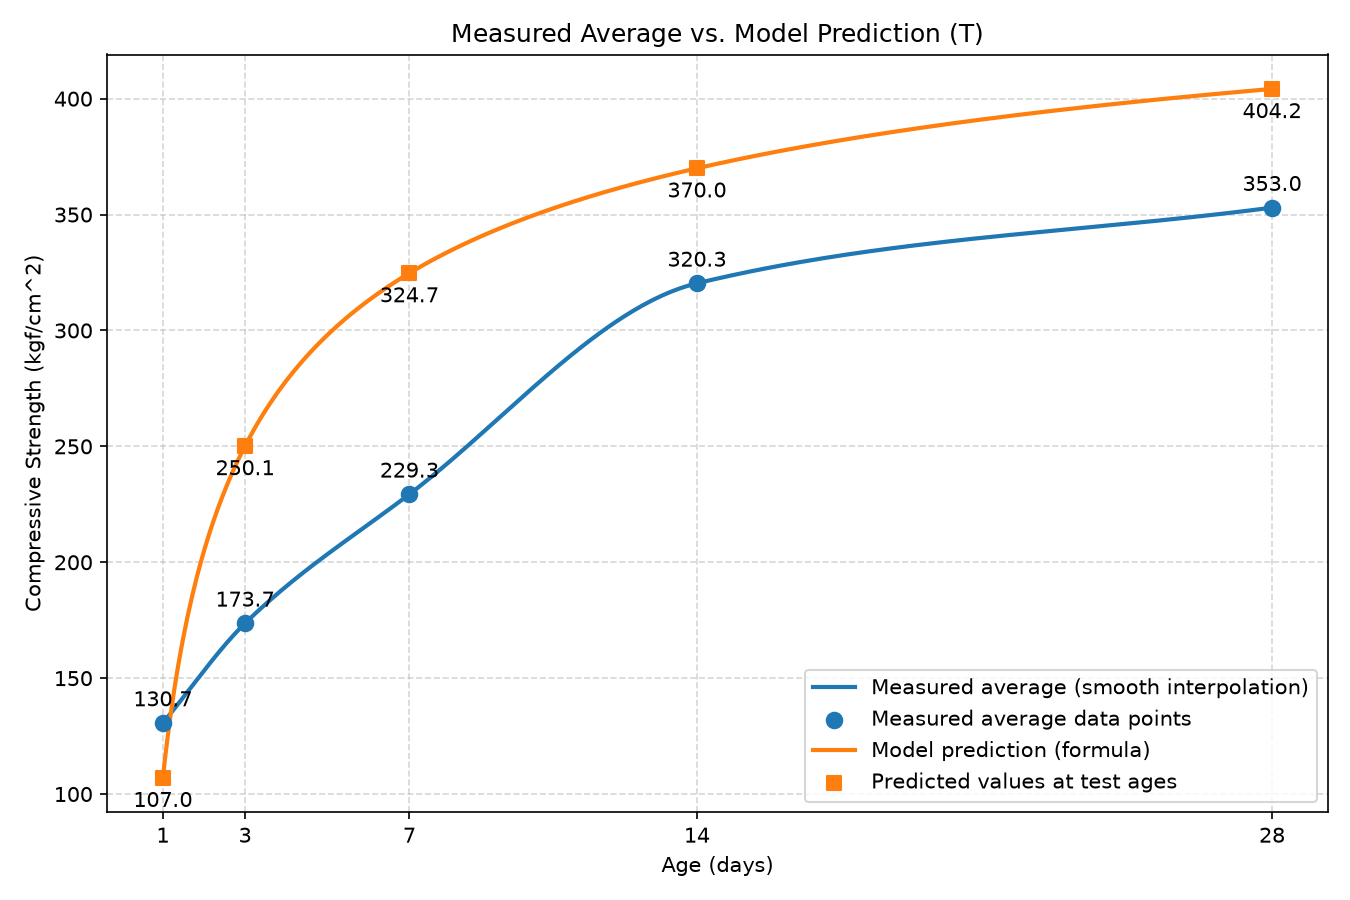 Measured Average vs. Model Prediction (T)
Compressive Strength (kgf/cm^2)
400
350
300
250
200
150
100
404.2
353.0
370.0
320.3
324.7
229.3
250.1
173.7
130.7
107.0
Measured average (smooth interpolation)
Measured average data points
Model prediction (formula)
Predicted values at test ages
1 3 7 14 28
Age (days)